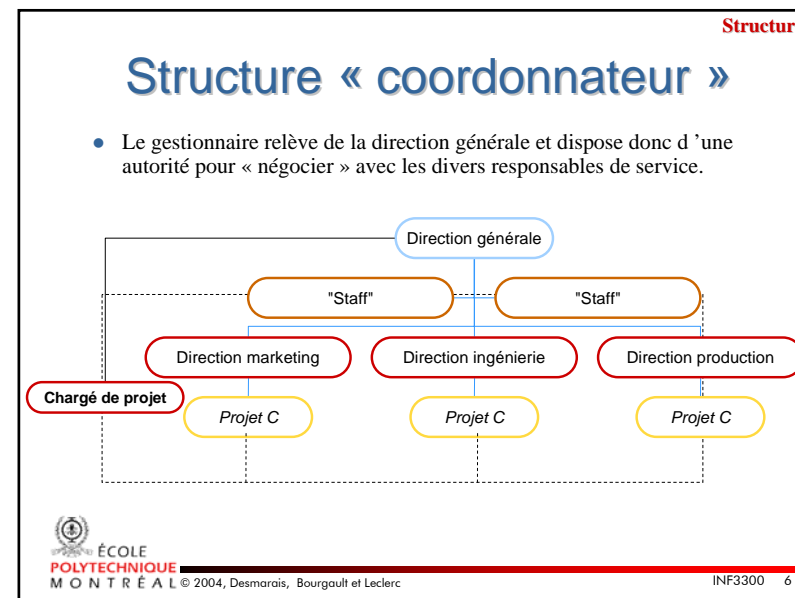 Structur
Structure « coordonnateur »
● Le gestionnaire relève de la direction générale et dispose donc d ’une
autorité pour « négocier » avec les divers responsables de service.
Direction générale
"Staff" "Staff"
Direction marketing Direction ingénierie Direction production
Chargé de projet
Projet C Projet C Projet C
ÉCOLE
POLYTECHNIQUE
MONTRÉAL © 2004, Desmarais, Bourgault et Leclerc INF3300 6